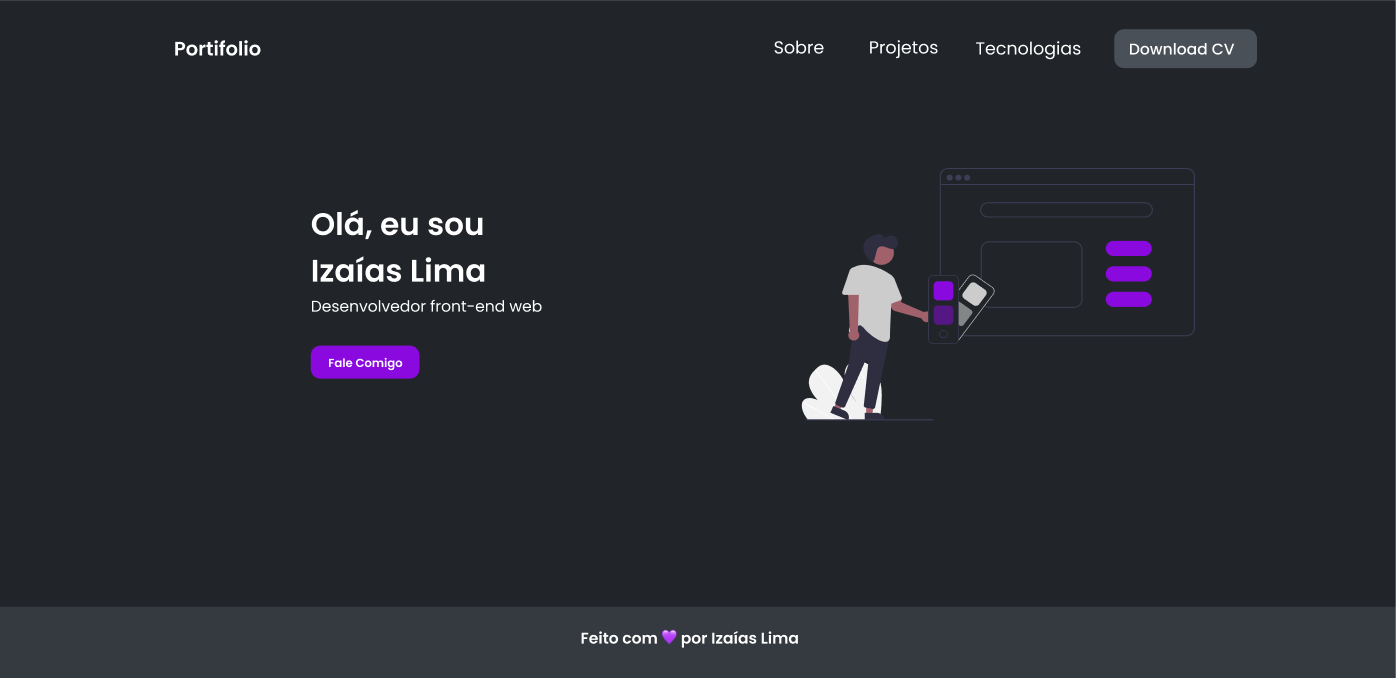 Portifolio
Sobre
Projetos
Tecnologias
Download CV
Olá, eu sou
Izaías Lima
Desenvolvedor front-end web
Fale Comigo
Feito com 💜 por Izaías Lima